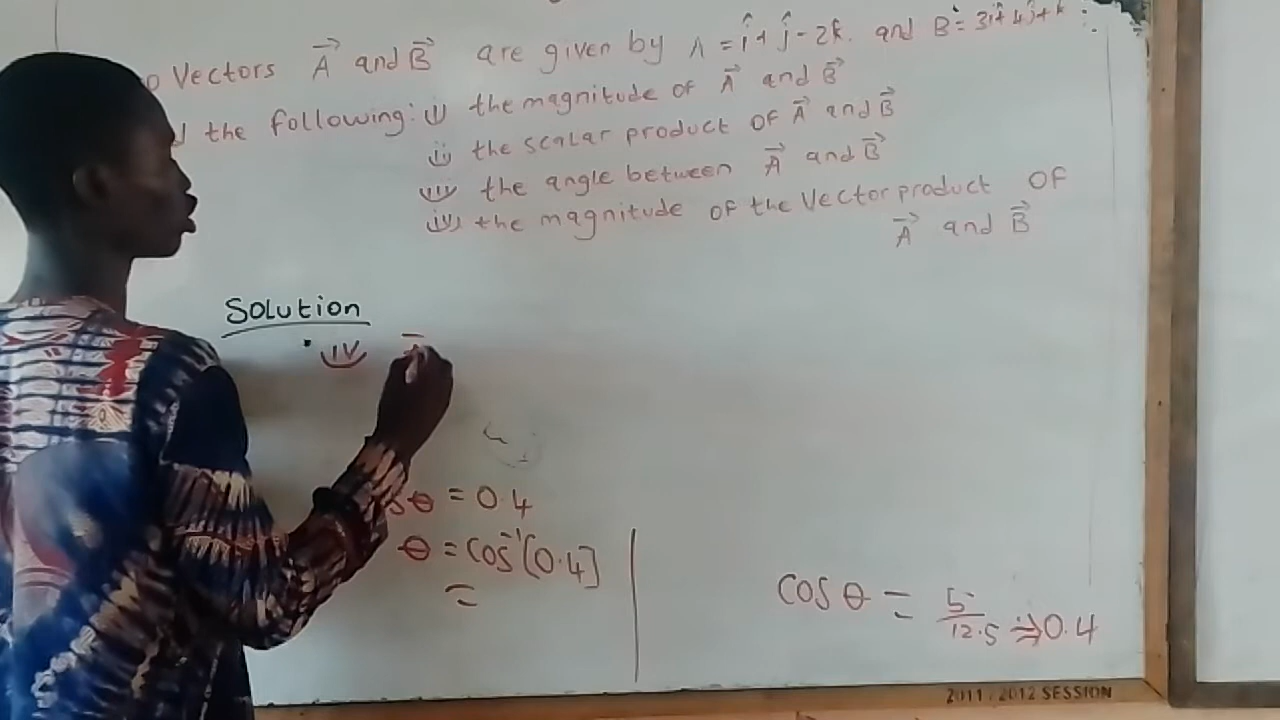 Vectors A⃗ and B⃗ are given by A = î + ĵ - 2k. and B = 3i + 4j + k
the following: (i) the magnitude of A⃗ and B⃗
(ii) the scalar product OF A⃗ and B⃗
(iii) the angle between A⃗ and B⃗
(iv) the magnitude of the Vector product OF
A⃗ and B⃗
Solution
(iv)
θ = 0.4
θ = cos⁻¹(0.4)
=
cos θ = 5/12.5 ⇒ 0.4
2011/2012 SESSION